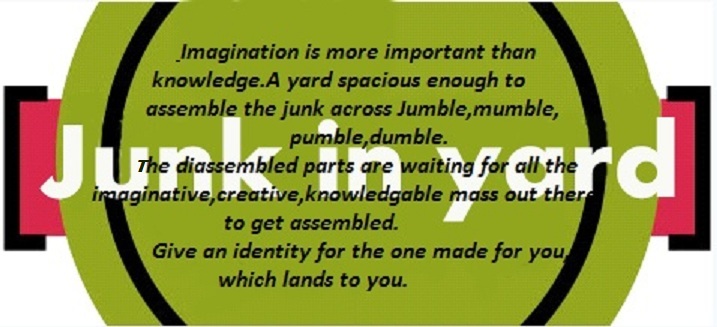 Imagination is more important than
knowledge.A yard spacious enough to
assemble the junk across Jumble,mumble,
pumble,dumble.
Junk in yard
The diassembled parts are waiting for all the
imaginative,creative,knowledgable mass out there
to get assembled.
Give an identity for the one made for you,
which lands to you.